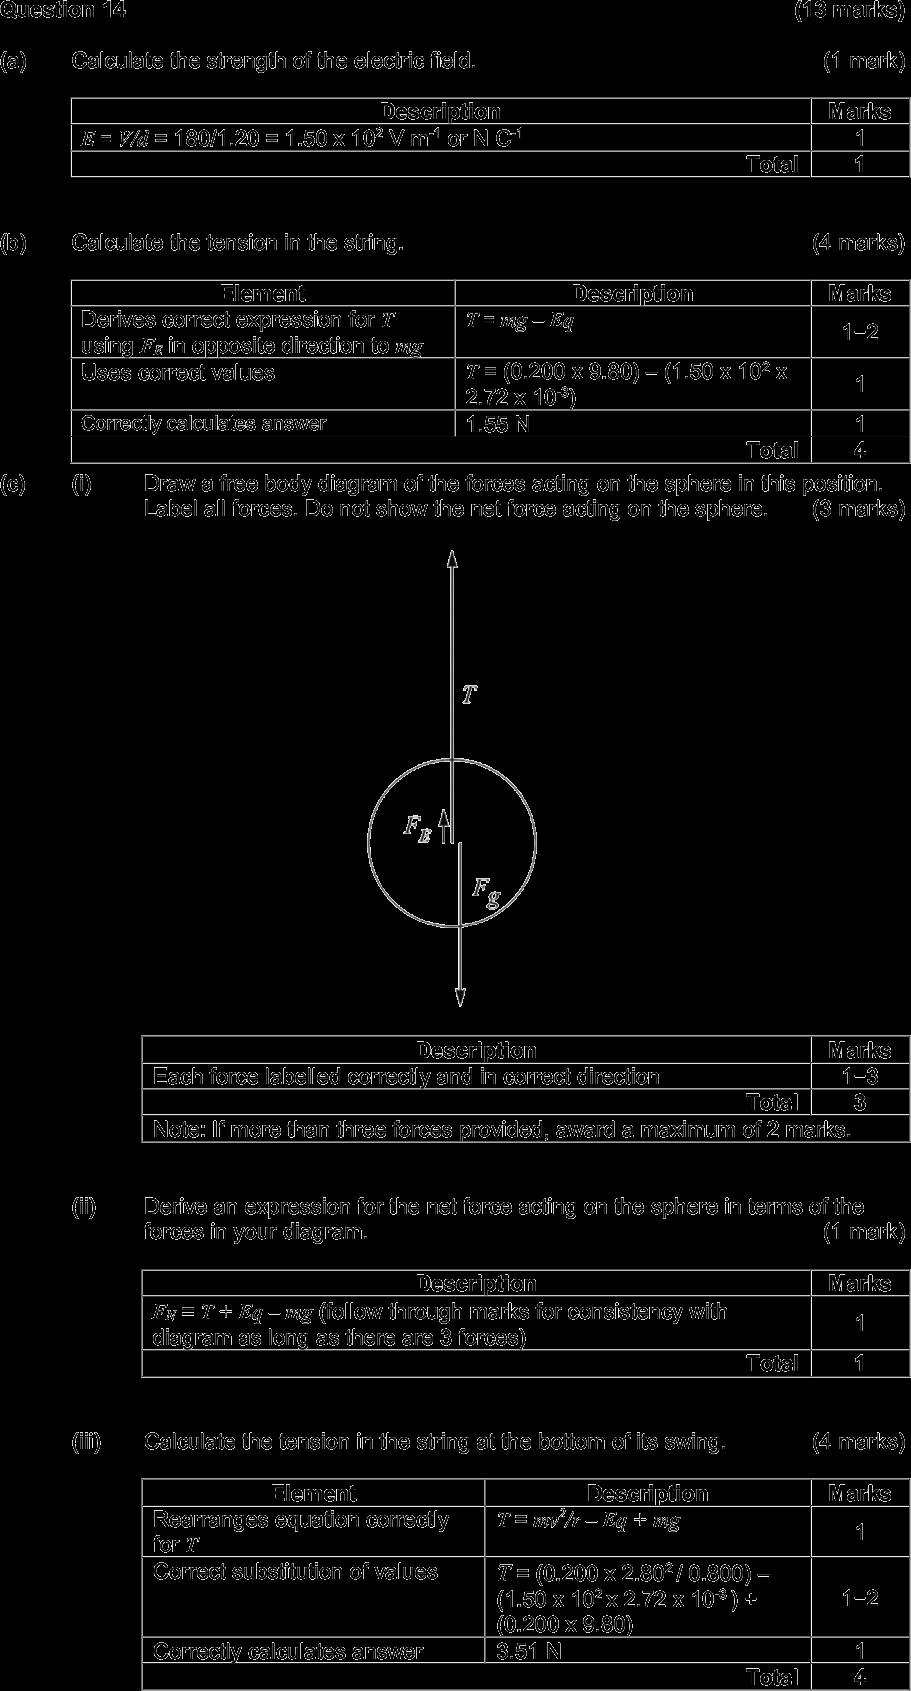 Question 14 (13 marks)
(a) Calculate the strength of the electric field. (1 mark)
Description Marks
E = V/d = 180/1.20 = 1.50 x 10² V m⁻¹ or N C⁻¹ 1
Total 1
(b) Calculate the tension in the string. (4 marks)
Element Description Marks
Derives correct expression for T T = mg – Eq 1–2
using F_E in opposite direction to mg
Uses correct values T = (0.200 x 9.80) – (1.50 x 10² x 1
2.72 x 10⁻³)
Correctly calculates answer 1.55 N 1
Total 4
(c) (i) Draw a free body diagram of the forces acting on the sphere in this position.
Label all forces. Do not show the net force acting on the sphere. (3 marks)
T
F_E
F_g
Description Marks
Each force labelled correctly and in correct direction 1–3
Total 3
Note: If more than three forces provided, award a maximum of 2 marks.
(ii) Derive an expression for the net force acting on the sphere in terms of the
forces in your diagram. (1 mark)
Description Marks
F_N = T + Eq – mg (follow through marks for consistency with 1
diagram as long as there are 3 forces)
Total 1
(iii) Calculate the tension in the string at the bottom of its swing. (4 marks)
Element Description Marks
Rearranges equation correctly T = mv²/r – Eq + mg 1
for T
Correct substitution of values T = (0.200 x 2.80² / 0.800) –
(1.50 x 10² x 2.72 x 10⁻³) + 1–2
(0.200 x 9.80)
Correctly calculates answer 3.51 N 1
Total 4